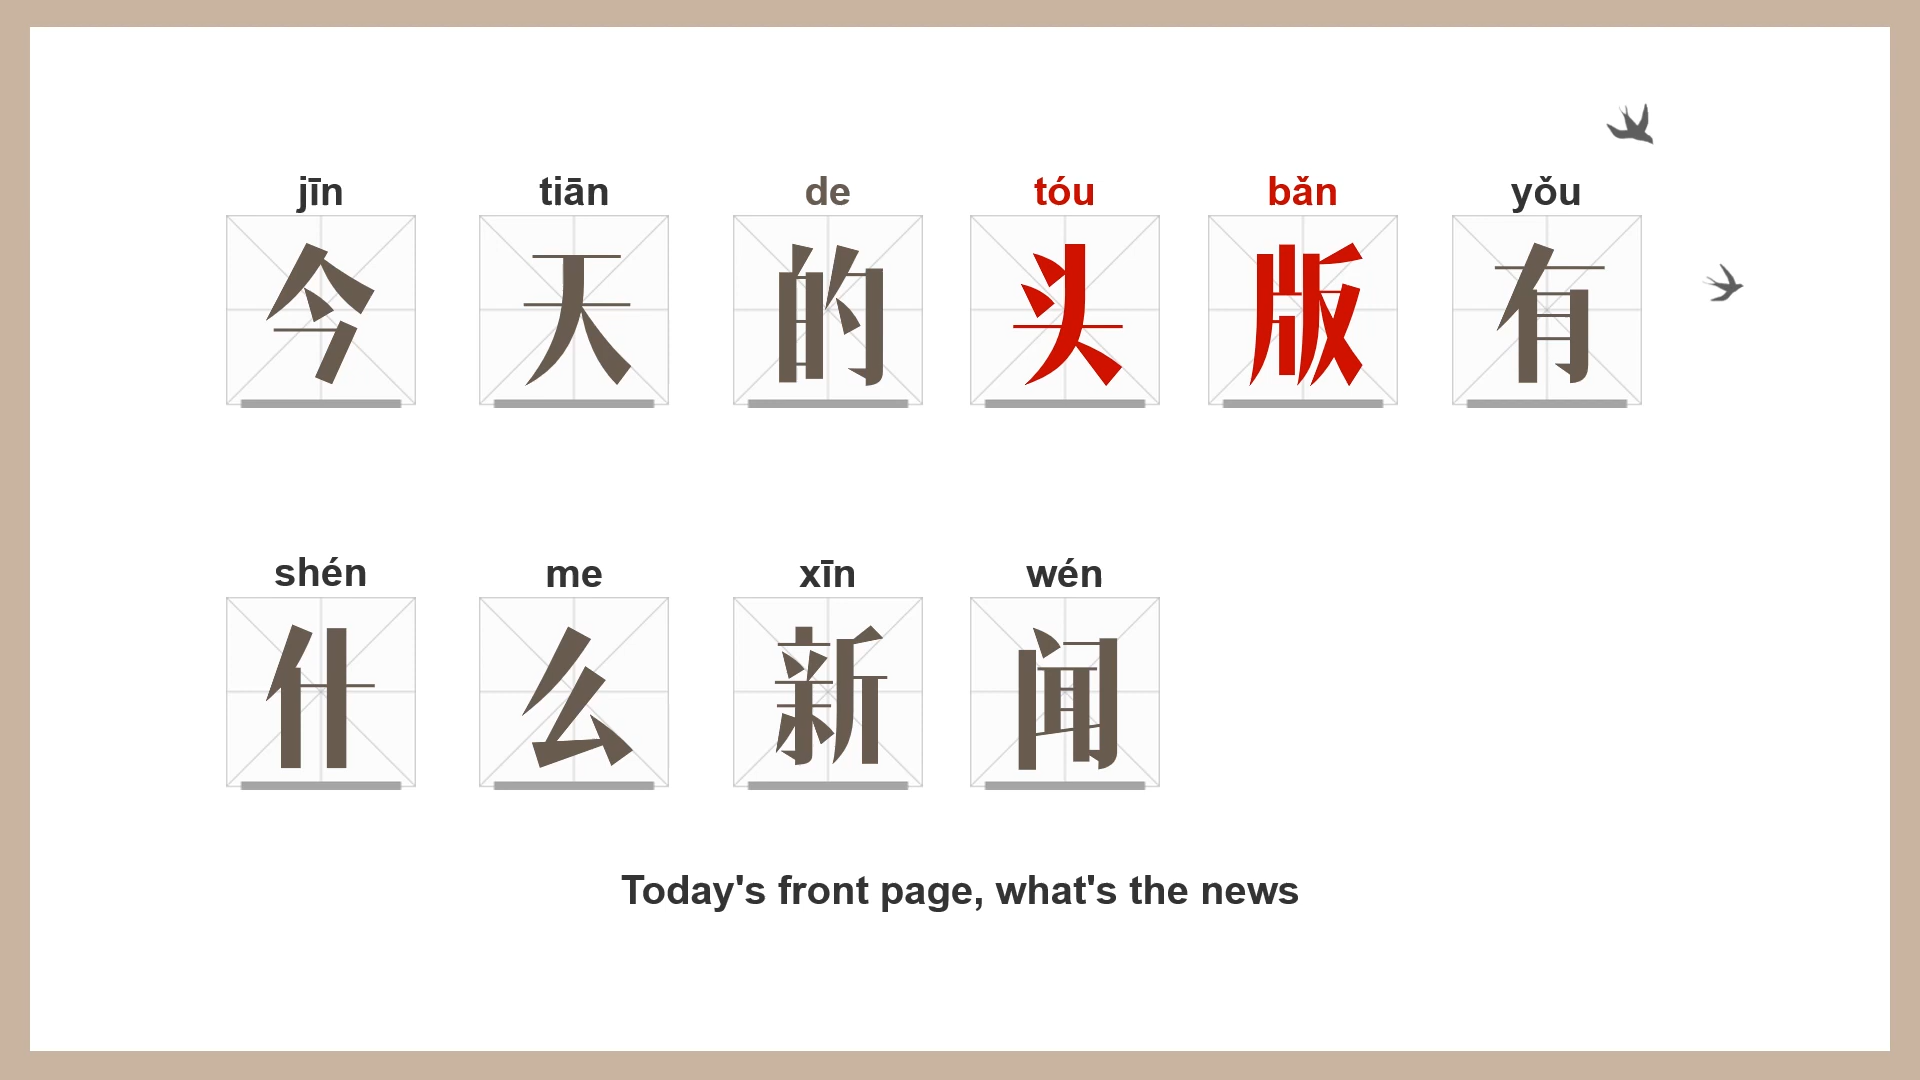 jīn tiān de tóu bǎn yǒu
今天的头版有
shén me xīn wén
什么新闻
Today's front page, what's the news